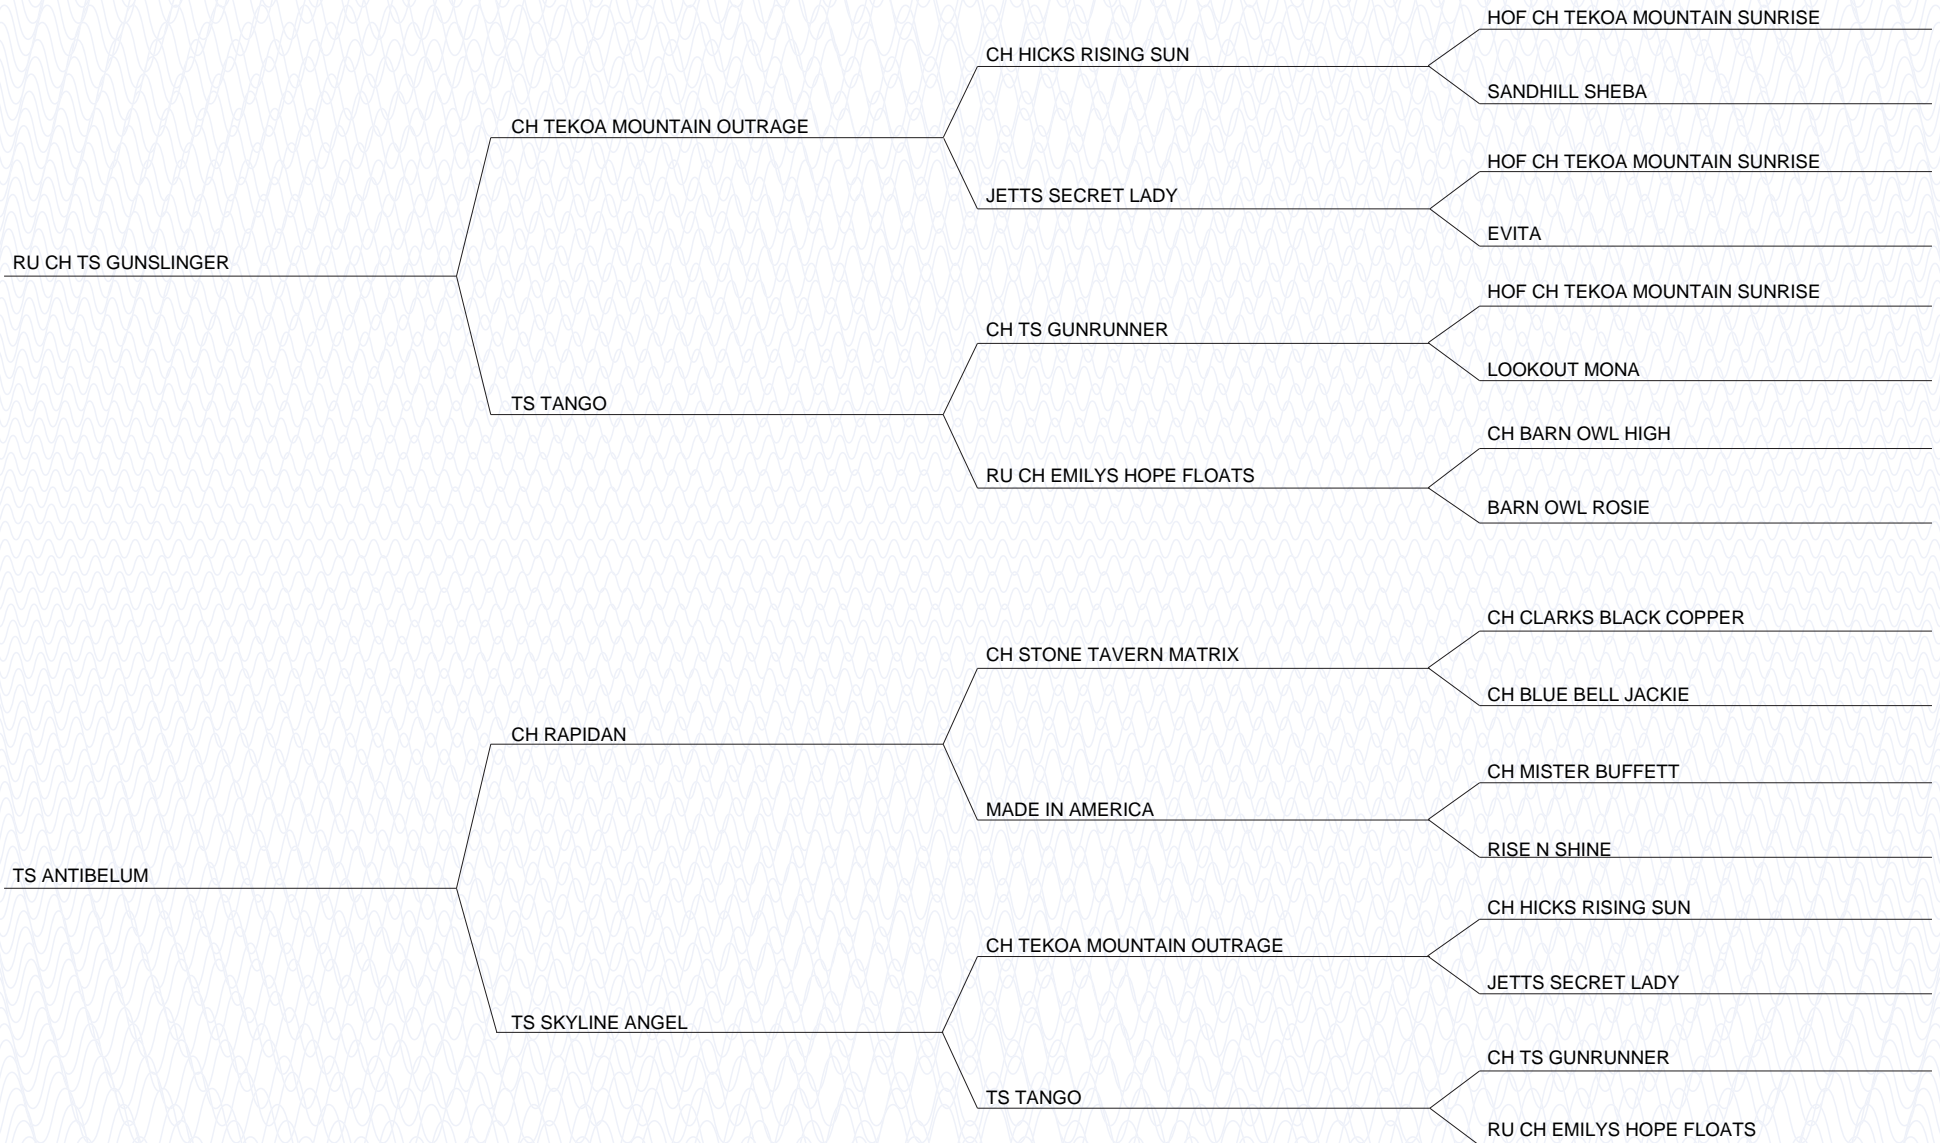 HOF CH TEKOA MOUNTAIN SUNRISE
CH HICKS RISING SUN
SANDHILL SHEBA
CH TEKOA MOUNTAIN OUTRAGE
HOF CH TEKOA MOUNTAIN SUNRISE
JETTS SECRET LADY
EVITA
RU CH TS GUNSLINGER
HOF CH TEKOA MOUNTAIN SUNRISE
CH TS GUNRUNNER
LOOKOUT MONA
TS TANGO
CH BARN OWL HIGH
RU CH EMILYS HOPE FLOATS
BARN OWL ROSIE
CH CLARKS BLACK COPPER
CH STONE TAVERN MATRIX
CH BLUE BELL JACKIE
CH RAPIDAN
CH MISTER BUFFETT
MADE IN AMERICA
RISE N SHINE
TS ANTIBELUM
CH HICKS RISING SUN
CH TEKOA MOUNTAIN OUTRAGE
JETTS SECRET LADY
TS SKYLINE ANGEL
CH TS GUNRUNNER
TS TANGO
RU CH EMILYS HOPE FLOATS